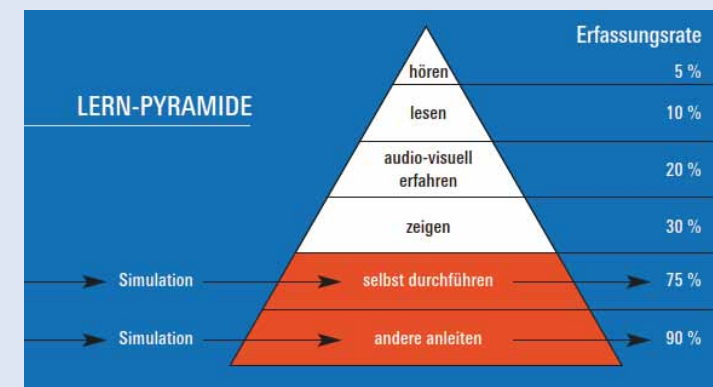 Erfassungsrate
hören 5 %
LERN-PYRAMIDE
lesen 10 %
audio-visuell
erfahren
20 %
zeigen 30 %
Simulation selbst durchführen 75 %
Simulation andere anleiten 90 %